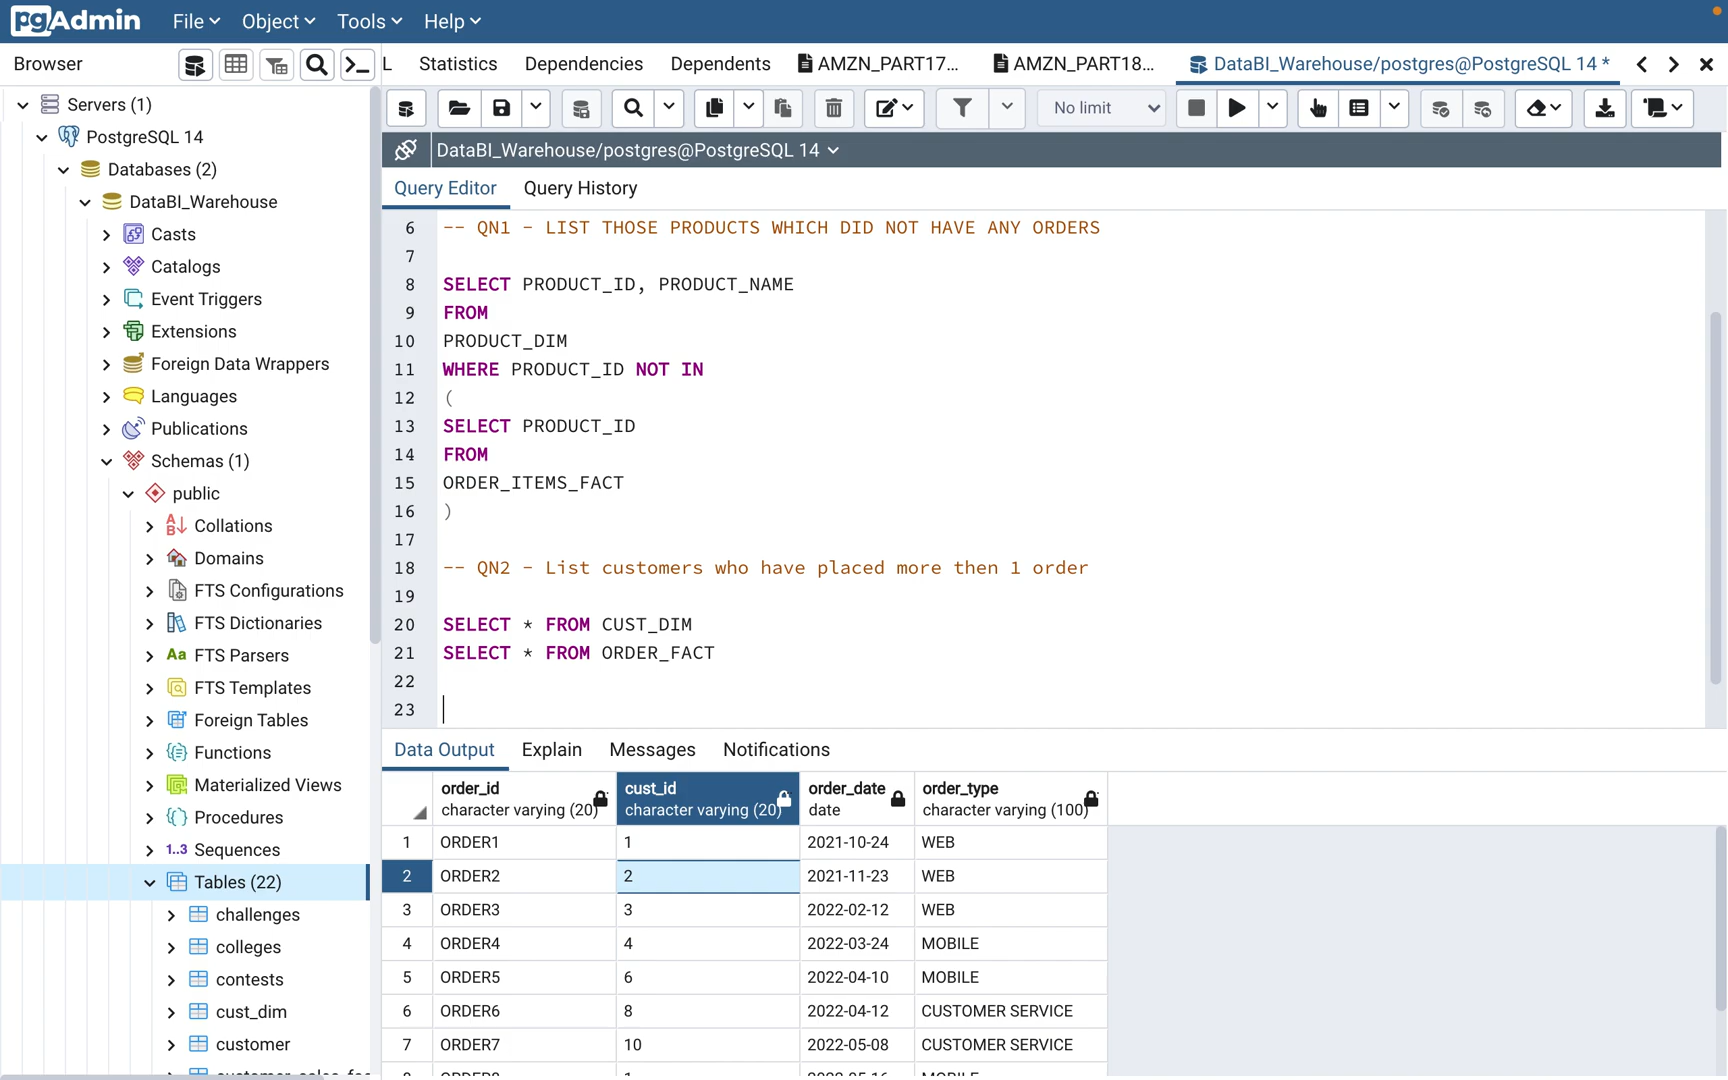 pgAdmin File Object Tools Help
Browser
L Statistics Dependencies Dependents AMZN_PART17... AMZN_PART18... DataBI_Warehouse/postgres@PostgreSQL 14 *
No limit
DataBI_Warehouse/postgres@PostgreSQL 14
Query Editor Query History
Servers (1)
PostgreSQL 14
Databases (2)
DataBI_Warehouse
Casts
Catalogs
Event Triggers
Extensions
Foreign Data Wrappers
Languages
Publications
Schemas (1)
public
Collations
Domains
FTS Configurations
FTS Dictionaries
Aa FTS Parsers
FTS Templates
Foreign Tables
Functions
Materialized Views
Procedures
1..3 Sequences
Tables (22)
challenges
colleges
contests
cust_dim
customer
6 -- QN1 - LIST THOSE PRODUCTS WHICH DID NOT HAVE ANY ORDERS
7
8 SELECT PRODUCT_ID, PRODUCT_NAME
9 FROM
10 PRODUCT_DIM
11 WHERE PRODUCT_ID NOT IN
12 (
13 SELECT PRODUCT_ID
14 FROM
15 ORDER_ITEMS_FACT
16 )
17
18 -- QN2 - List customers who have placed more then 1 order
19
20 SELECT * FROM CUST_DIM
21 SELECT * FROM ORDER_FACT
22
23
Data Output Explain Messages Notifications
order_id cust_id order_date order_type
character varying (20) character varying (20) date character varying (100)
1 ORDER1 1 2021-10-24 WEB
2 ORDER2 2 2021-11-23 WEB
3 ORDER3 3 2022-02-12 WEB
4 ORDER4 4 2022-03-24 MOBILE
5 ORDER5 6 2022-04-10 MOBILE
6 ORDER6 8 2022-04-12 CUSTOMER SERVICE
7 ORDER7 10 2022-05-08 CUSTOMER SERVICE